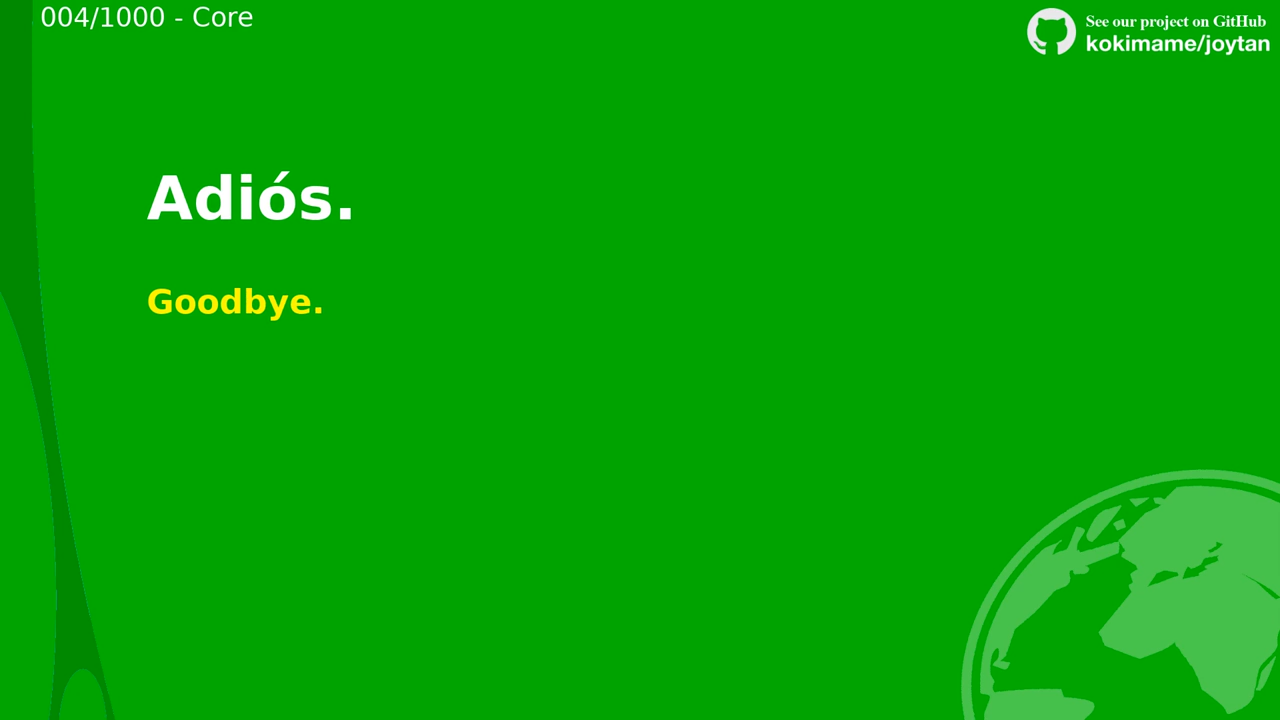 004/1000 - Core
See our project on GitHub
kokimame/joytan
Adiós.
Goodbye.